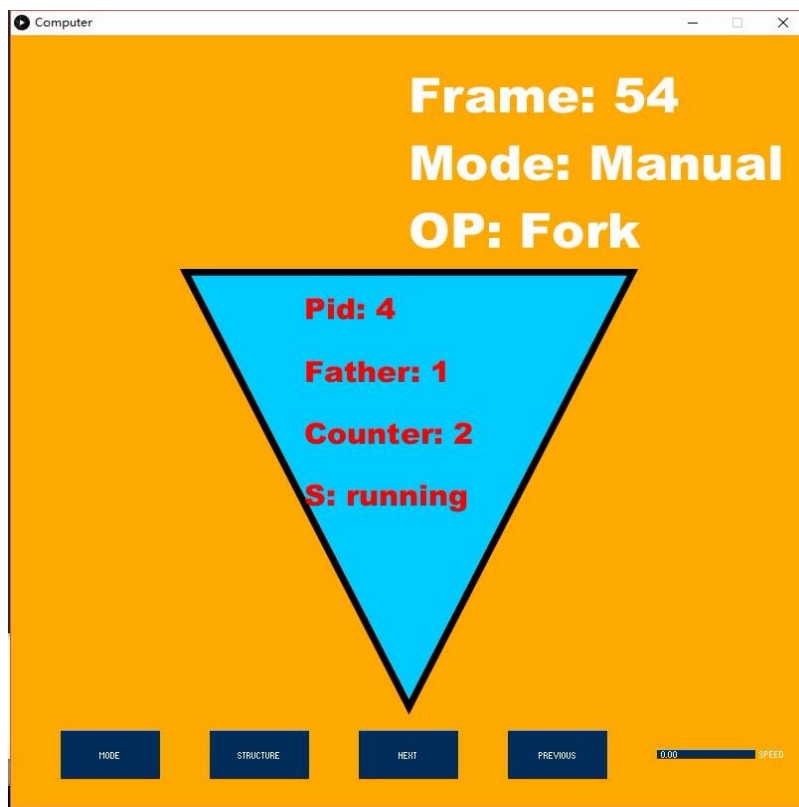 Computer
Frame: 54
Mode: Manual
OP: Fork
Pid: 4
Father: 1
Counter: 2
S: running
MODE
STRUCTURE
NEXT
PREVIOUS
0.00 SPEED